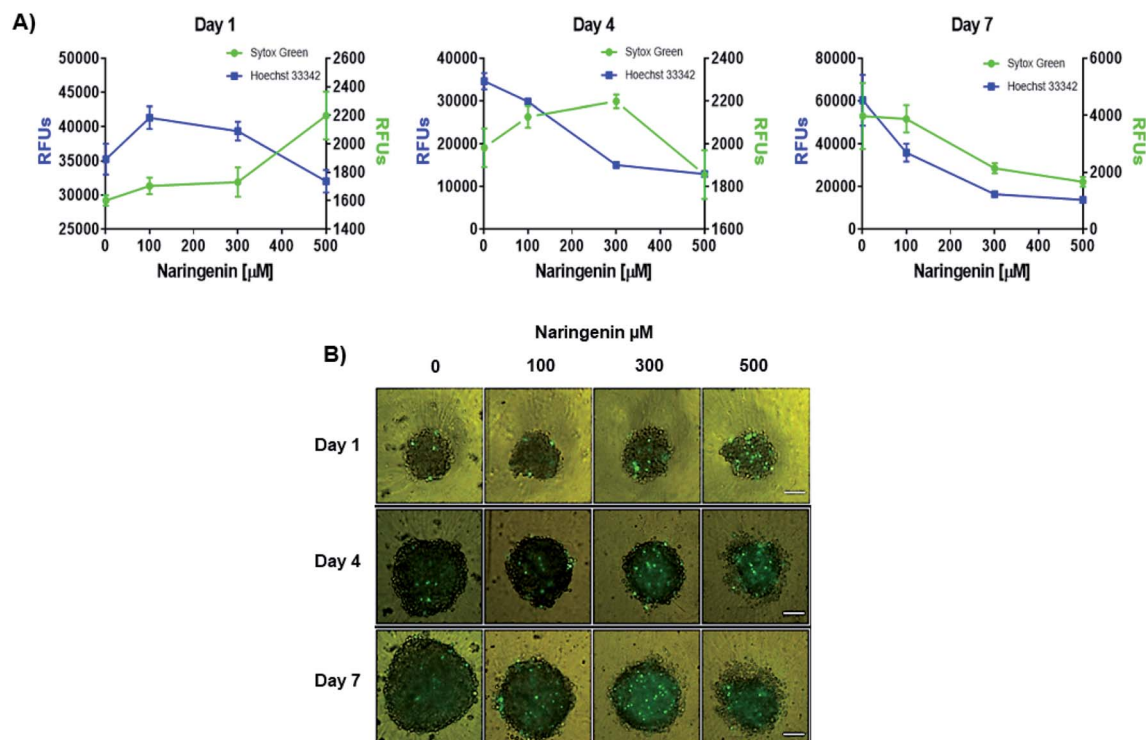 A)
Day 1
Sytox Green
Hoechst 33342
50000
45000
40000
35000
30000
25000
RFUs
2600
2400
2200
2000
1800
1600
1400
RFUs
0 100 200 300 400 500
Naringenin [µM]
Day 4
Sytox Green
Hoechst 33342
40000
30000
20000
10000
0
RFUs
2400
2200
2000
1800
1600
RFUs
0 100 200 300 400 500
Naringenin [µM]
Day 7
Sytox Green
Hoechst 33342
80000
60000
40000
20000
0
RFUs
6000
4000
2000
0
RFUs
0 100 200 300 400 500
Naringenin [µM]
B)
Naringenin µM
0 100 300 500
Day 1
Day 4
Day 7